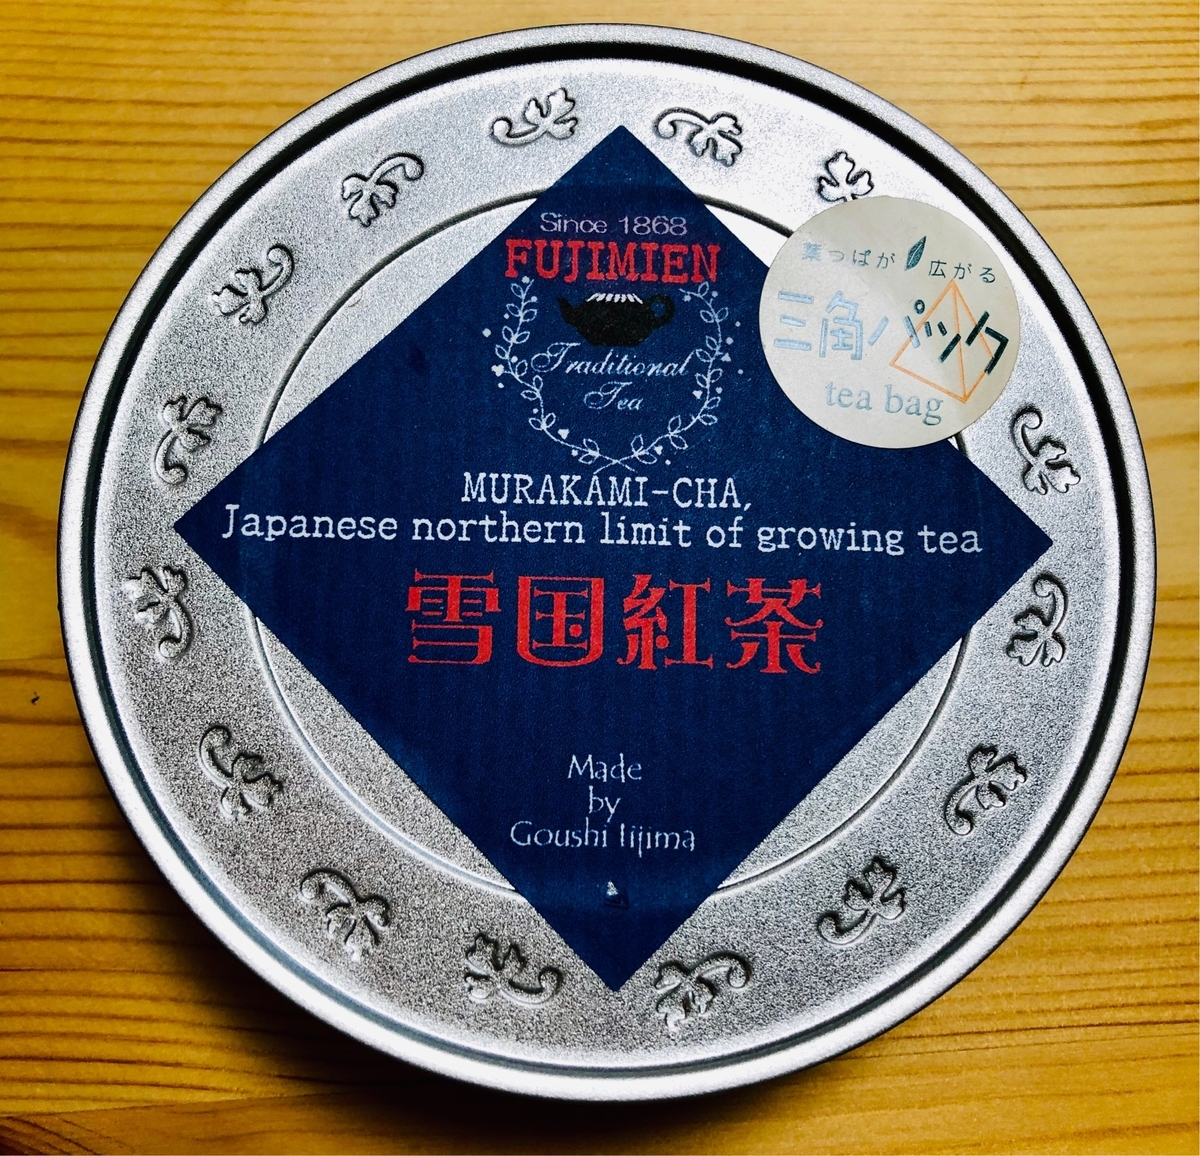 Since 1868
FUJIMIEN
Traditional
Tea
葉っぱが広がる
三角パック
tea bag
MURAKAMI-CHA,
Japanese northern limit of growing tea
雪国紅茶
Made
by
Goushi Iijima